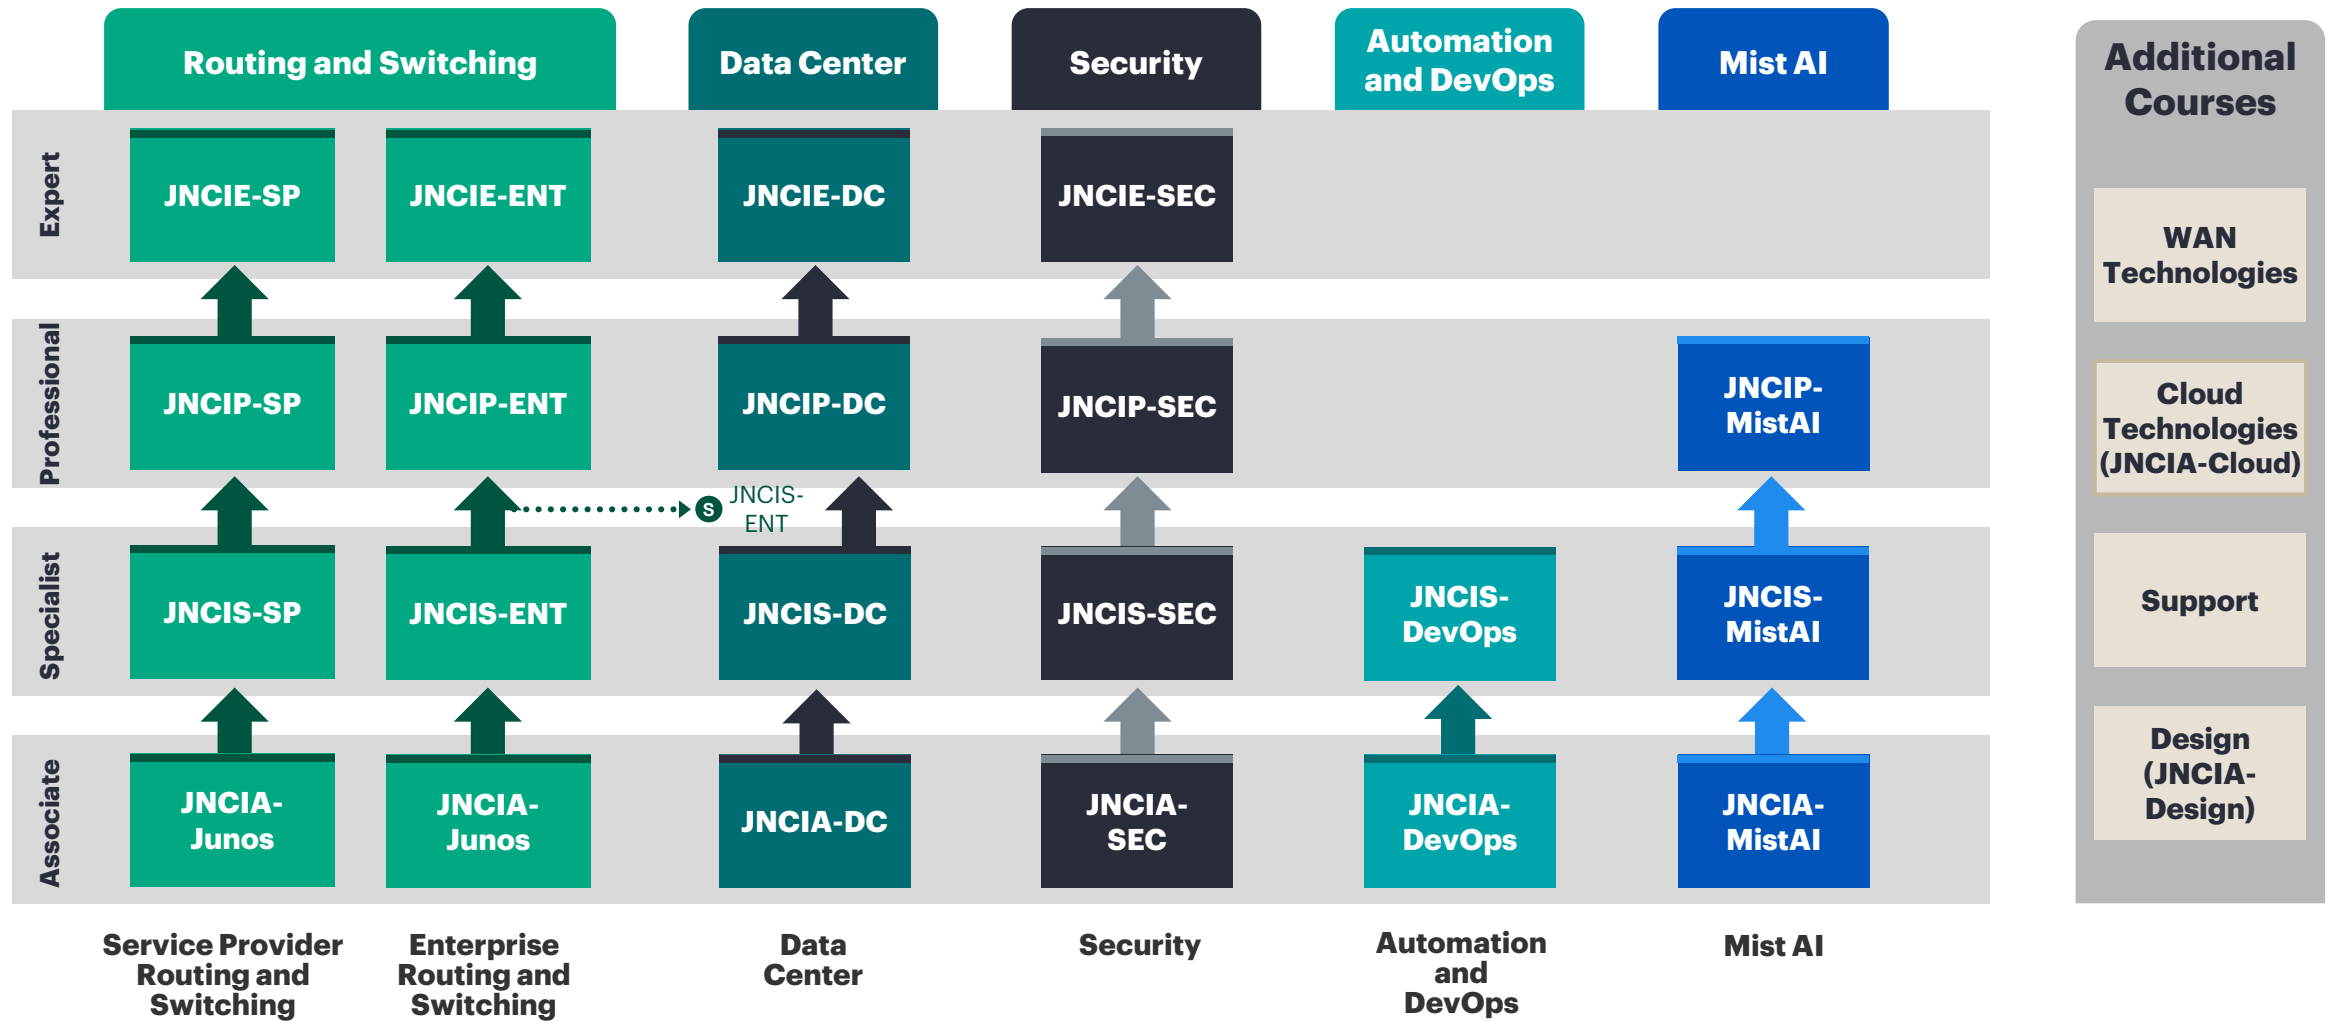 Routing and Switching
Data Center
Security
Automation
and DevOps
Mist AI
Additional
Courses
Expert
JNCIE-SP
JNCIE-ENT
JNCIE-DC
JNCIE-SEC
WAN
Technologies
Professional
JNCIP-SP
JNCIP-ENT
JNCIP-DC
JNCIP-SEC
JNCIP-
MistAI
Cloud
Technologies
(JNCIA-Cloud)
S
JNCIS-
ENT
Specialist
JNCIS-SP
JNCIS-ENT
JNCIS-DC
JNCIS-SEC
JNCIS-
DevOps
JNCIS-
MistAI
Support
Associate
JNCIA-
Junos
JNCIA-
Junos
JNCIA-DC
JNCIA-
SEC
JNCIA-
DevOps
JNCIA-
MistAI
Design
(JNCIA-
Design)
Service Provider
Routing and
Switching
Enterprise
Routing and
Switching
Data
Center
Security
Automation
and
DevOps
Mist AI